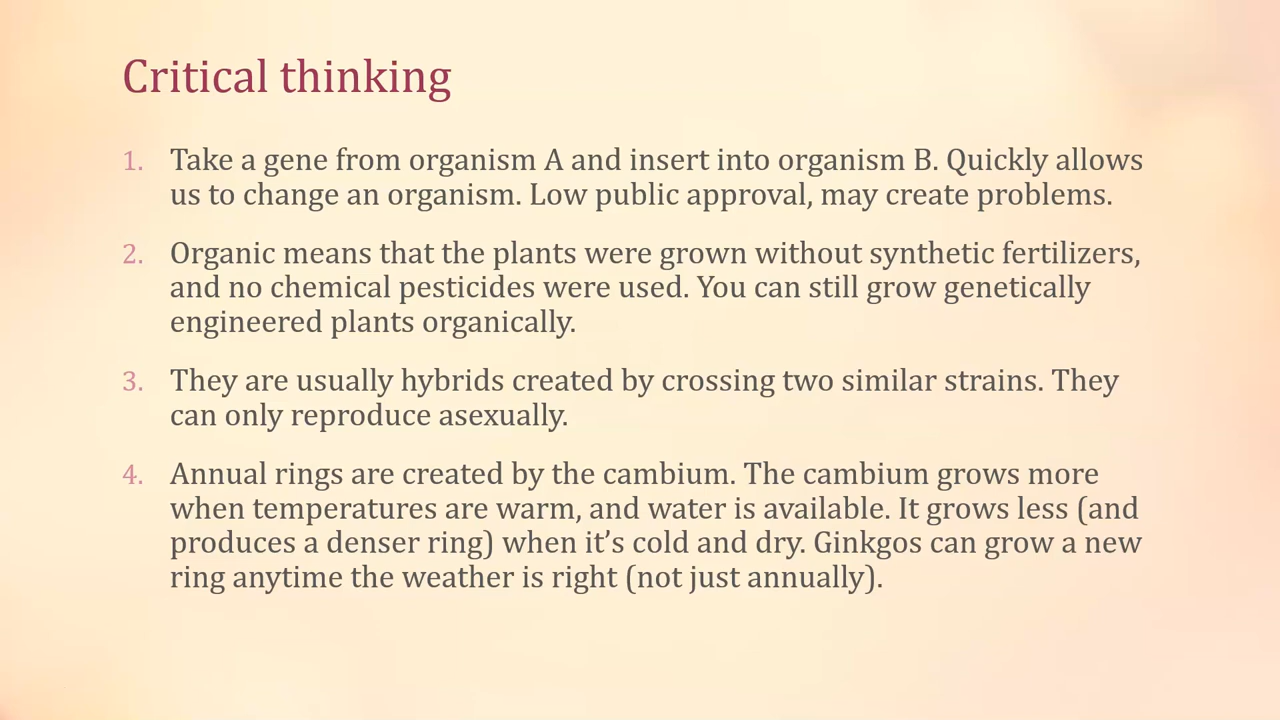 Critical thinking
1. Take a gene from organism A and insert into organism B. Quickly allows
us to change an organism. Low public approval, may create problems.
2. Organic means that the plants were grown without synthetic fertilizers,
and no chemical pesticides were used. You can still grow genetically
engineered plants organically.
3. They are usually hybrids created by crossing two similar strains. They
can only reproduce asexually.
4. Annual rings are created by the cambium. The cambium grows more
when temperatures are warm, and water is available. It grows less (and
produces a denser ring) when it’s cold and dry. Ginkgos can grow a new
ring anytime the weather is right (not just annually).